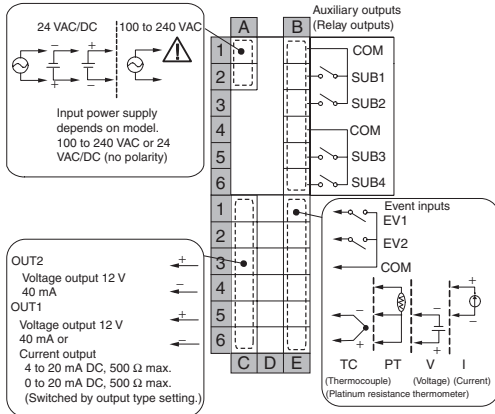 Auxiliary outputs
(Relay outputs)
24 VAC/DC
100 to 240 VAC
Input power supply
depends on model.
100 to 240 VAC or 24
VAC/DC (no polarity)
A
B
1
2
3
4
5
6
COM
SUB1
SUB2
COM
SUB3
SUB4
1
2
3
4
5
6
C D E
OUT2
Voltage output 12 V
40 mA
OUT1
Voltage output 12 V
40 mA or
Current output
4 to 20 mA DC, 500 Ω max.
0 to 20 mA DC, 500 Ω max.
(Switched by output type setting.)
Event inputs
EV1
EV2
COM
TC PT V I
(Thermocouple) (Voltage) (Current)
(Platinum resistance thermometer)